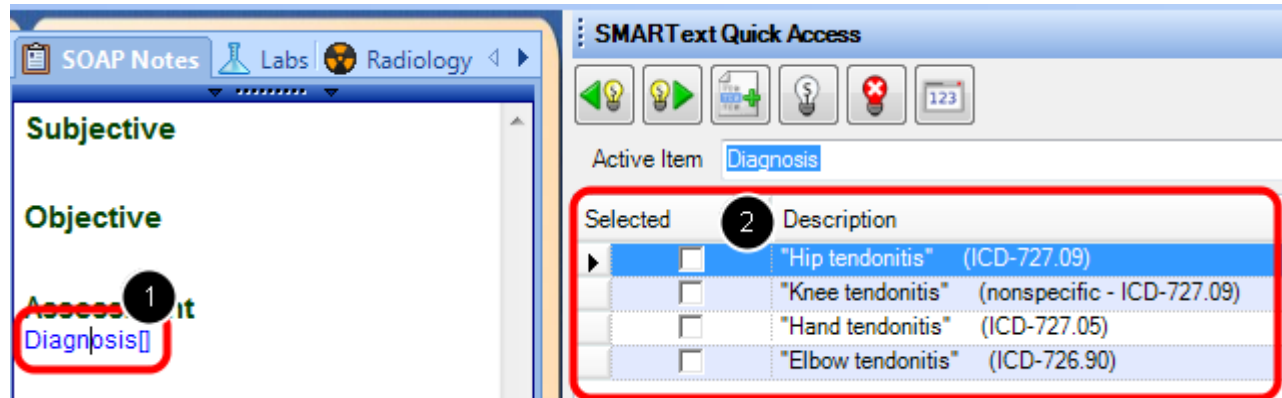 SOAP Notes Labs Radiology
Subjective
Objective
1
Diagnosis[]
SMARText Quick Access
123
Active Item Diagnosis
Selected 2 Description
"Hip tendonitis" (ICD-727.09)
"Knee tendonitis" (nonspecific - ICD-727.09)
"Hand tendonitis" (ICD-727.05)
"Elbow tendonitis" (ICD-726.90)